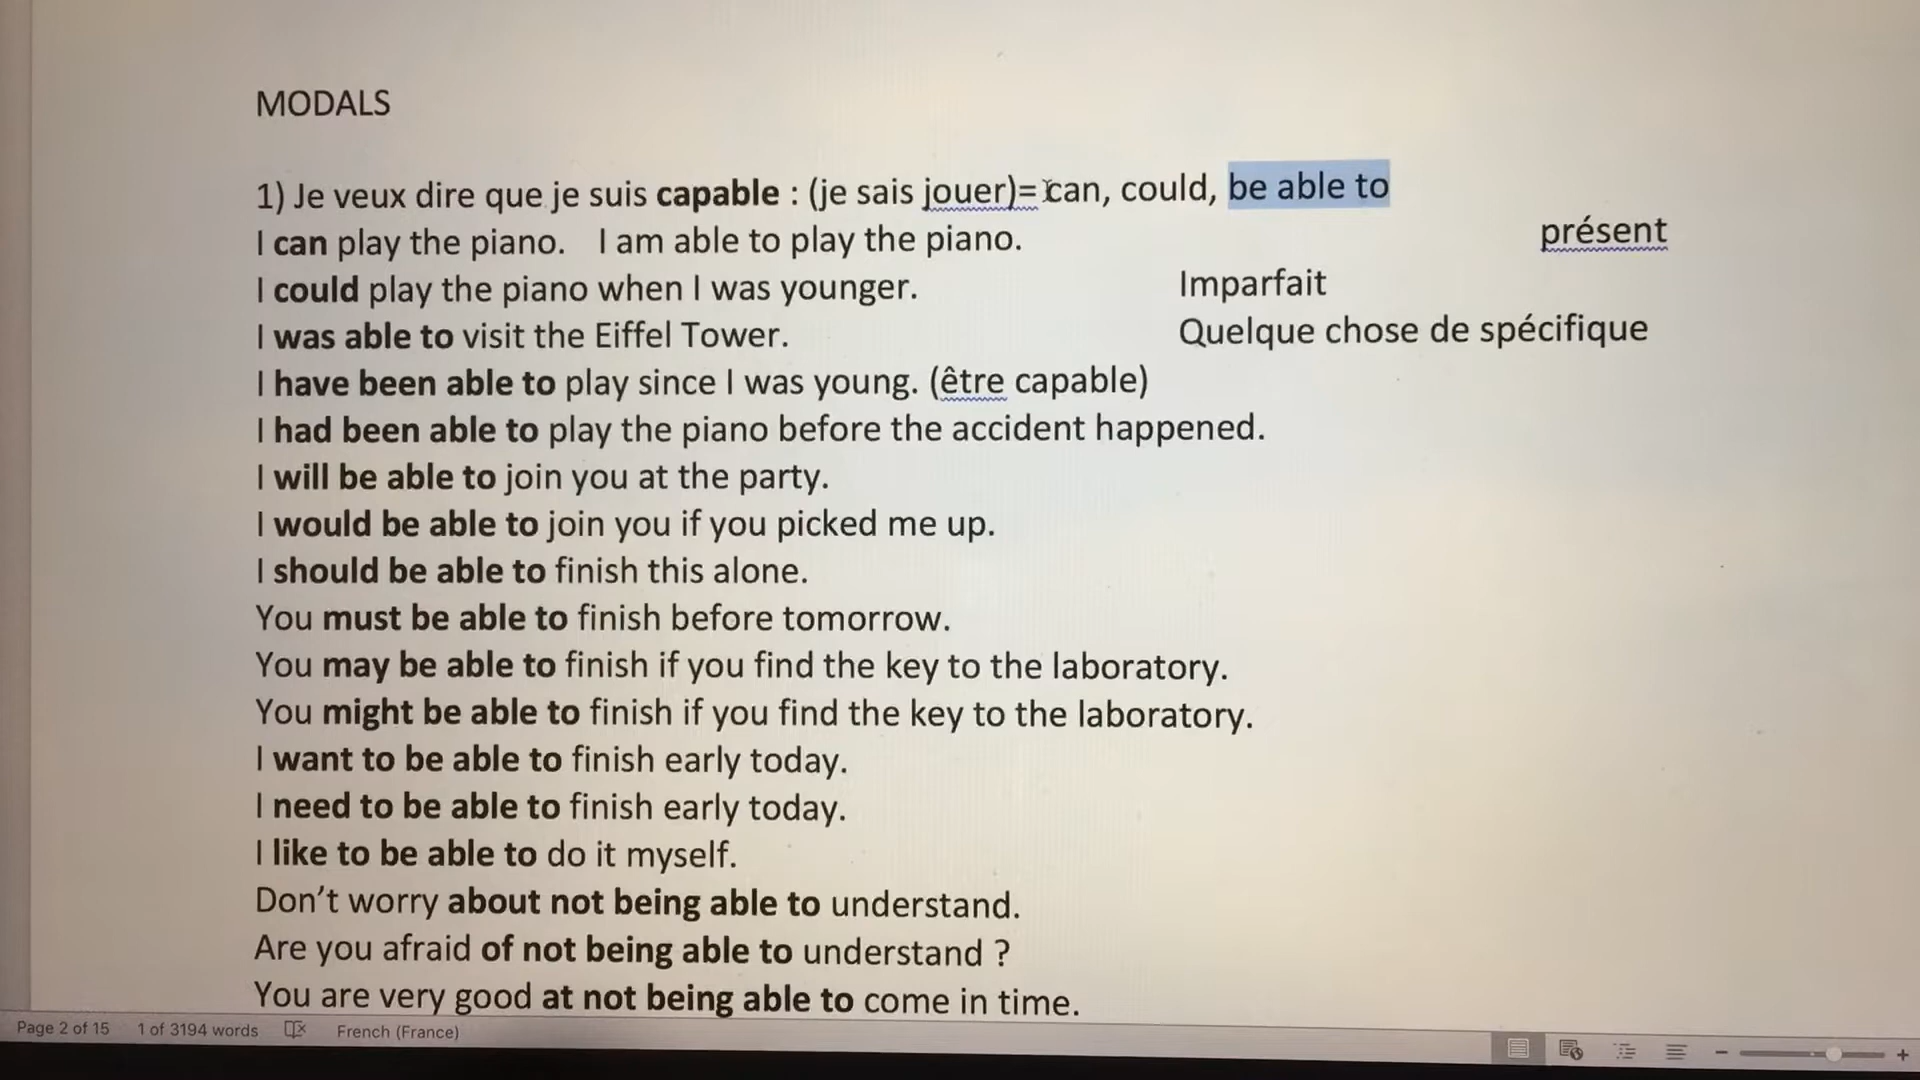 MODALS
1) Je veux dire que je suis capable : (je sais jouer)= can, could, be able to
I can play the piano. I am able to play the piano. présent
I could play the piano when I was younger. Imparfait
I was able to visit the Eiffel Tower. Quelque chose de spécifique
I have been able to play since I was young. (être capable)
I had been able to play the piano before the accident happened.
I will be able to join you at the party.
I would be able to join you if you picked me up.
I should be able to finish this alone.
You must be able to finish before tomorrow.
You may be able to finish if you find the key to the laboratory.
You might be able to finish if you find the key to the laboratory.
I want to be able to finish early today.
I need to be able to finish early today.
I like to be able to do it myself.
Don’t worry about not being able to understand.
Are you afraid of not being able to understand ?
You are very good at not being able to come in time.
Page 2 of 15 1 of 3194 words French (France)